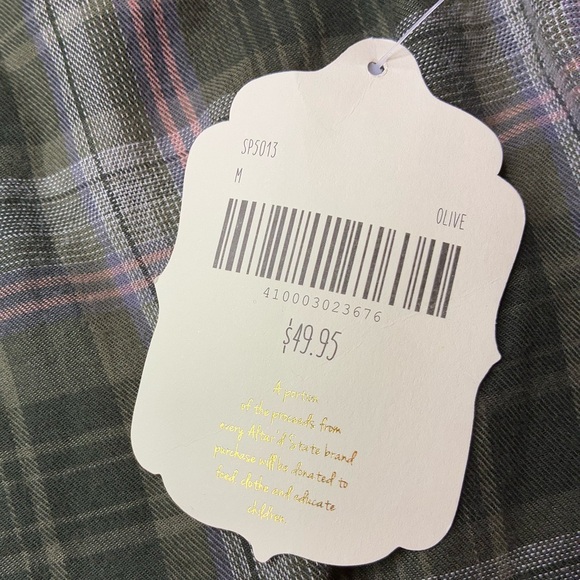 SP5013
M
OLIVE
410003023676
$49.95
A portion
of the proceeds from
every Alter'd State brand
purchase will be donated to
feed, clothe and educate
children